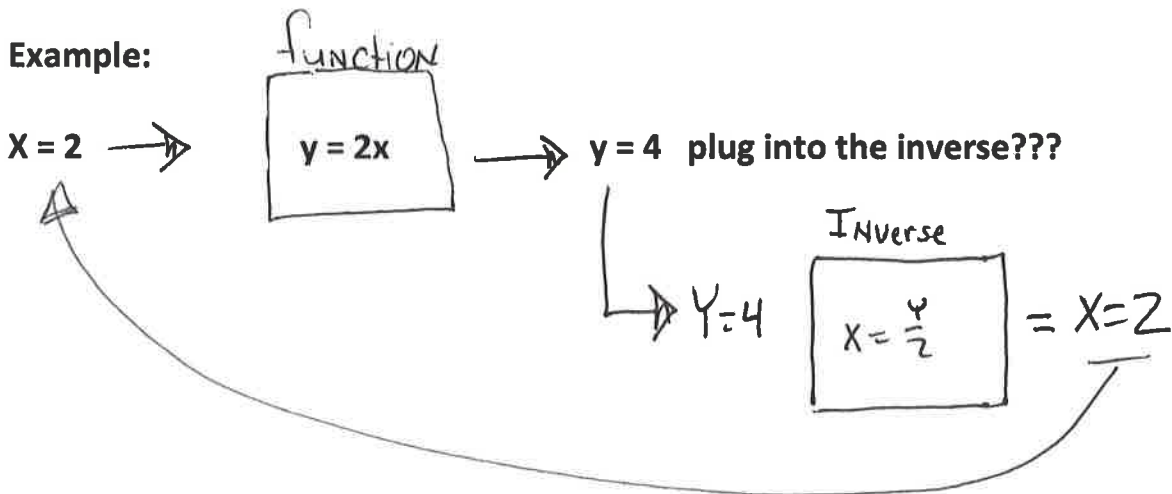 Example:
function
X = 2 y = 2x y = 4 plug into the inverse???
Inverse
Y=4 X = Y/2 = X=2